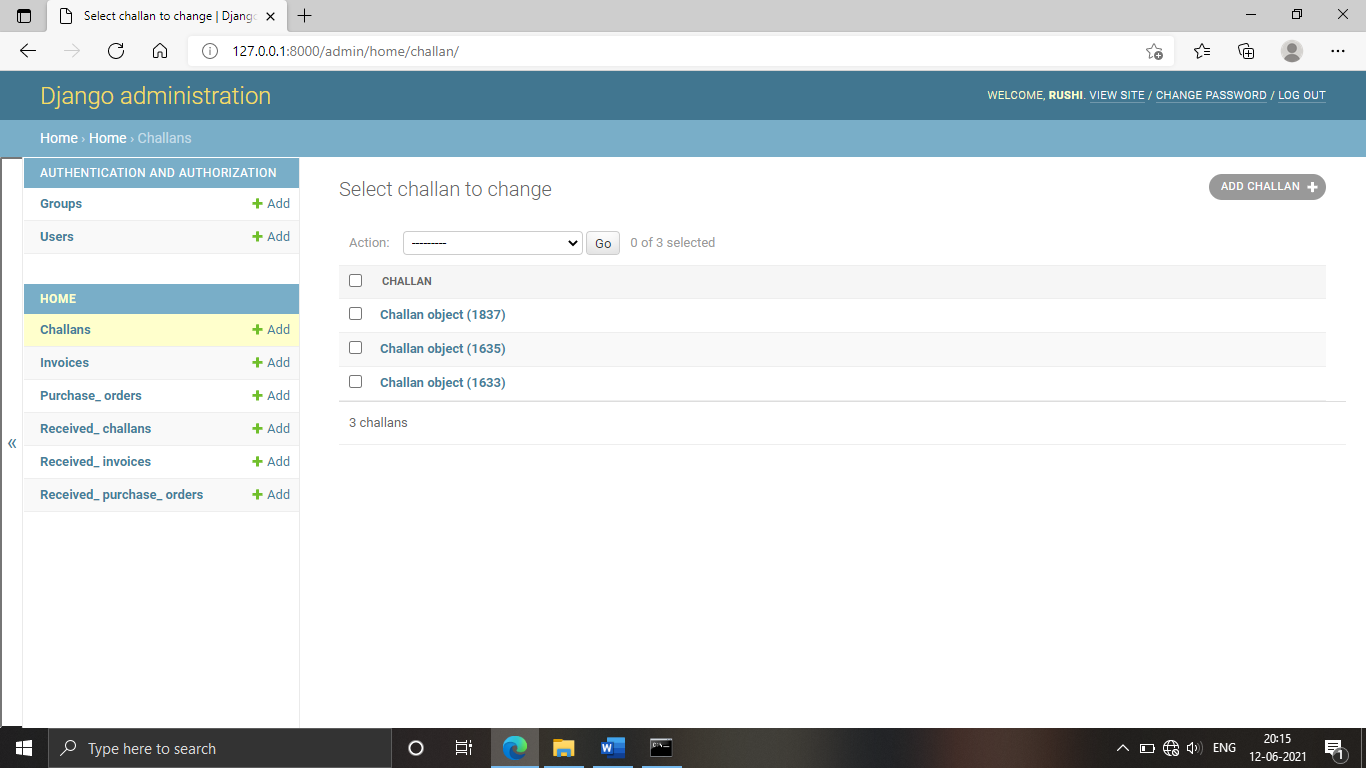 Select challan to change | Djang
127.0.0.1:8000/admin/home/challan/
Django administration
WELCOME, RUSHI. VIEW SITE / CHANGE PASSWORD / LOG OUT
Home › Home › Challans
AUTHENTICATION AND AUTHORIZATION
Groups + Add
Users + Add
HOME
Challans + Add
Invoices + Add
Purchase_ orders + Add
Received_ challans + Add
Received_ invoices + Add
Received_ purchase_ orders + Add
«
Select challan to change
ADD CHALLAN +
Action: --------- Go 0 of 3 selected
CHALLAN
Challan object (1837)
Challan object (1635)
Challan object (1633)
3 challans
Type here to search
W
C:\.
ENG
20:15
12-06-2021
1